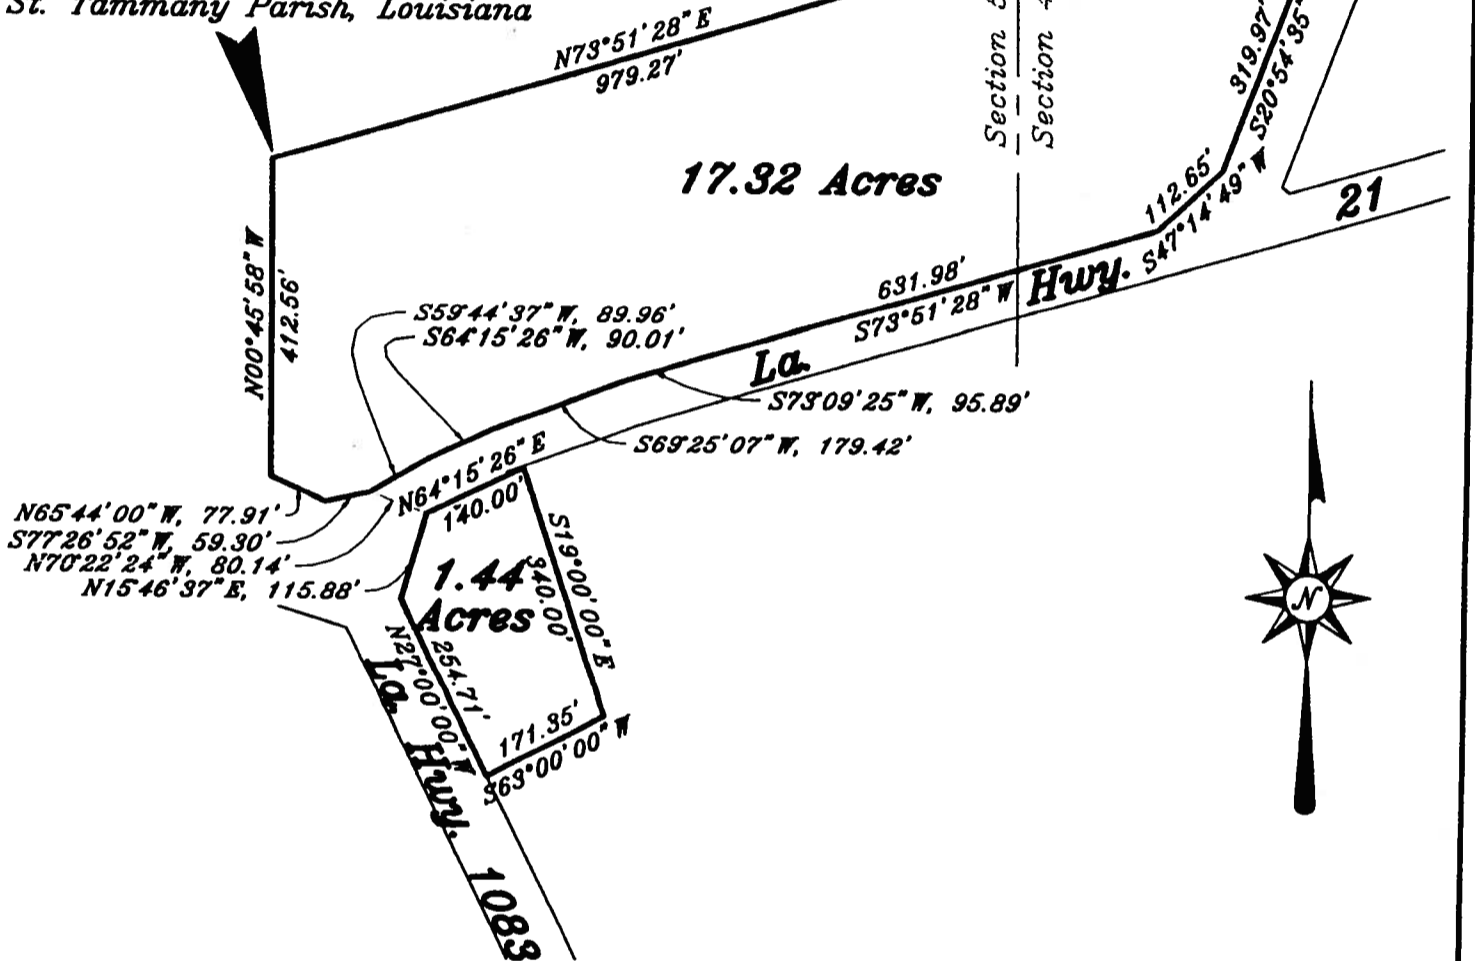 St. Tammany Parish, Louisiana
N73°51'28"E
979.27'
Section
Section
319.97'
S20°54'35"
17.32 Acres
112.65'
S47°14'49"W
21
N00°45'58"W
412.56'
631.98'
S73°51'28"W
Hwy.
La.
S59°44'37"W, 89.96'
S64°15'26"W, 90.01'
S73°09'25"W, 95.89'
S69°25'07"W, 179.42'
N64°15'26"E
140.00'
N65°44'00"W, 77.91'
S77°26'52"W, 59.30'
N70°22'24"W, 80.14'
N15°46'37"E, 115.88'
1.44
Acres
S19°00'00"E
340.00'
254.71'
N27°00'00"W
171.35'
S63°00'00"W
La. Hwy. 1083
N